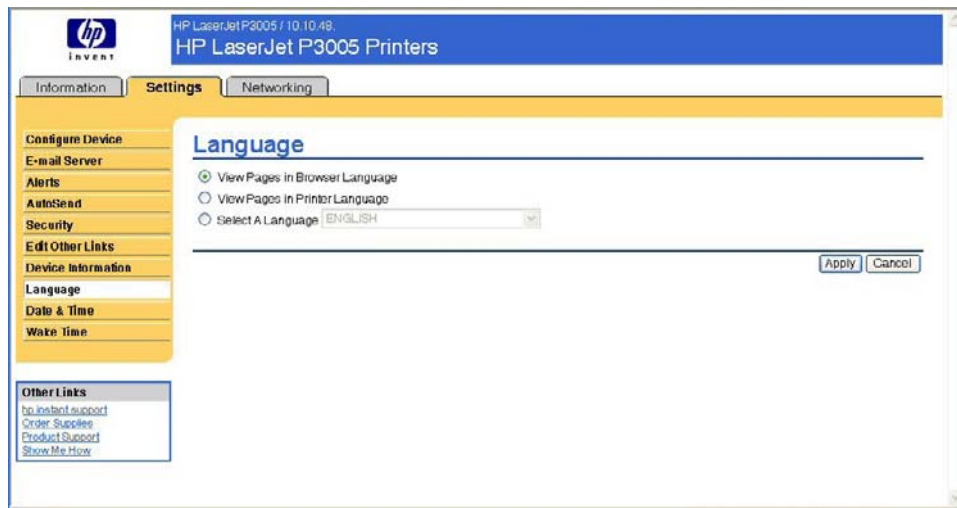 hp
invent
HP LaserJet P3005 / 10.10.48.
HP LaserJet P3005 Printers
Information
Settings
Networking
Configure Device
E-mail Server
Alerts
AutoSend
Security
Edit Other Links
Device Information
Language
Date & Time
Wake Time
Other Links
hp instant support
Order Supplies
Product Support
Show Me How
Language
View Pages in Browser Language
View Pages in Printer Language
Select A Language ENGLISH
Apply Cancel